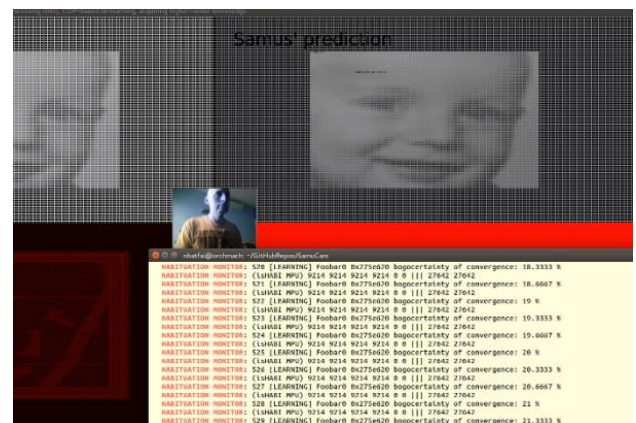 COP-based Q-learning, acquiring higher-order knowledge
Samus' prediction
nbatfai@orchmach: ~/GitHubRepos/SamuCam
HABITUATION MONITOR: 520 [LEARNING] Foobar0 0x275e620 bogocertainty of convergence: 18.3333 %
HABITUATION MONITOR: (isHABI MPU) 9214 9214 9214 9214 0 0 ||| 27642 27642
HABITUATION MONITOR: 521 [LEARNING] Foobar0 0x275e620 bogocertainty of convergence: 18.6667 %
HABITUATION MONITOR: (isHABI MPU) 9214 9214 9214 9214 0 0 ||| 27642 27642
HABITUATION MONITOR: 522 [LEARNING] Foobar0 0x275e620 bogocertainty of convergence: 19 %
HABITUATION MONITOR: (isHABI MPU) 9214 9214 9214 9214 0 0 ||| 27642 27642
HABITUATION MONITOR: 523 [LEARNING] Foobar0 0x275e620 bogocertainty of convergence: 19.3333 %
HABITUATION MONITOR: (isHABI MPU) 9214 9214 9214 9214 0 0 ||| 27642 27642
HABITUATION MONITOR: 524 [LEARNING] Foobar0 0x275e620 bogocertainty of convergence: 19.6667 %
HABITUATION MONITOR: (isHABI MPU) 9214 9214 9214 9214 0 0 ||| 27642 27642
HABITUATION MONITOR: 525 [LEARNING] Foobar0 0x275e620 bogocertainty of convergence: 20 %
HABITUATION MONITOR: (isHABI MPU) 9214 9214 9214 9214 0 0 ||| 27642 27642
HABITUATION MONITOR: 526 [LEARNING] Foobar0 0x275e620 bogocertainty of convergence: 20.3333 %
HABITUATION MONITOR: (isHABI MPU) 9214 9214 9214 9214 0 0 ||| 27642 27642
HABITUATION MONITOR: 527 [LEARNING] Foobar0 0x275e620 bogocertainty of convergence: 20.6667 %
HABITUATION MONITOR: (isHABI MPU) 9214 9214 9214 9214 0 0 ||| 27642 27642
HABITUATION MONITOR: 528 [LEARNING] Foobar0 0x275e620 bogocertainty of convergence: 21 %
HABITUATION MONITOR: (isHABI MPU) 9214 9214 9214 9214 0 0 ||| 27642 27642
HABITUATION MONITOR: 529 [LEARNING] Foobar0 0x275e620 bogocertainty of convergence: 21.3333 %